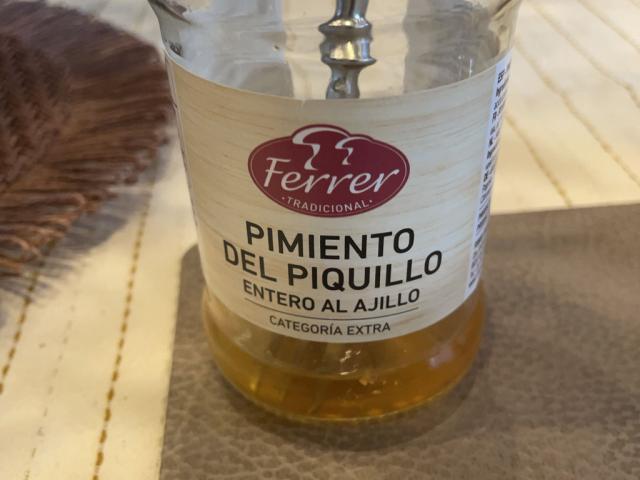 Ferrer
·TRADICIONAL·
PIMIENTO
DEL PIQUILLO
ENTERO AL AJILLO
CATEGORÍA EXTRA